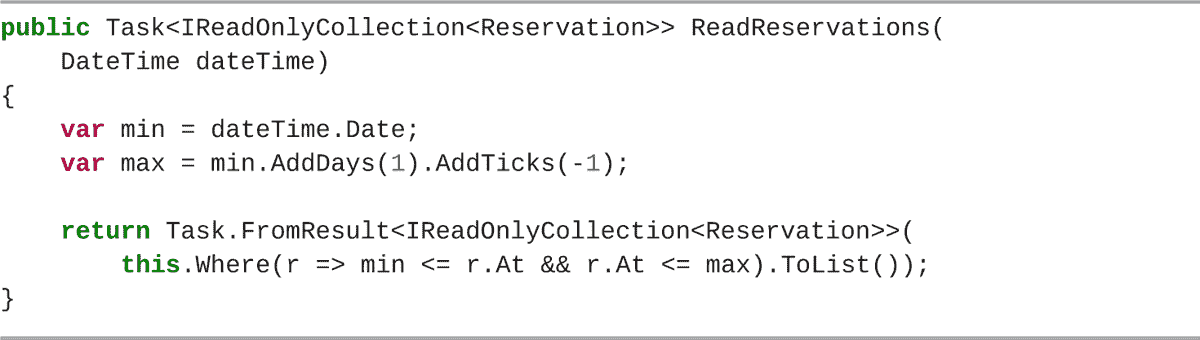 public Task<IReadOnlyCollection<Reservation>> ReadReservations(
    DateTime dateTime)
{
    var min = dateTime.Date;
    var max = min.AddDays(1).AddTicks(-1);

    return Task.FromResult<IReadOnlyCollection<Reservation>>(
        this.Where(r => min <= r.At && r.At <= max).ToList());
}